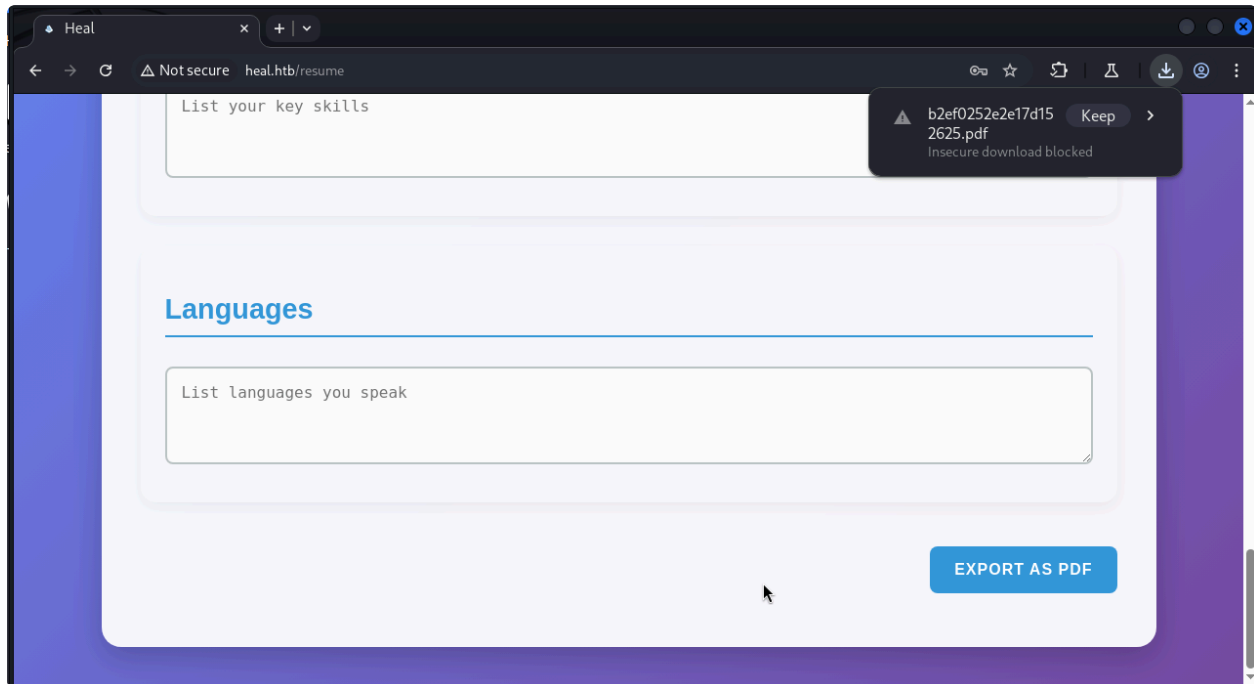 Heal
Not secure
heal.htb/resume
b2ef0252e2e17d15
2625.pdf
Keep
Insecure download blocked
List your key skills
Languages
List languages you speak
EXPORT AS PDF